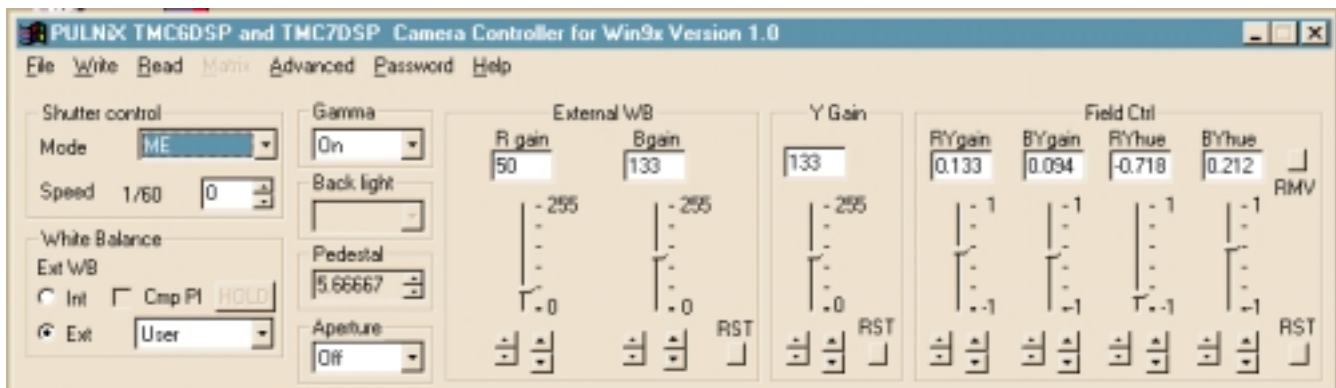 PULNiX TMC6DSP and TMC7DSP Camera Controller for Win9x Version 1.0
File Write Read Matrix Advanced Password Help
Shutter control
Mode ME
Speed 1/60 0
White Balance
Ext WB
Int Cmp Pl HOLD
Ext User
Gamma
On
Back light
Pedestal
5.66667
Aperture
Off
External WB
R gain Bgain
50 133
- 255 - 255
- 0 - 0
RST
Y Gain
133
- 255
- 0
RST
Field Ctrl
RYgain BYgain RYhue BYhue
0.133 0.094 -0.718 0.212
RMV
- 1 - 1 - 1 - 1
- -1 - -1 - -1 - -1
RST